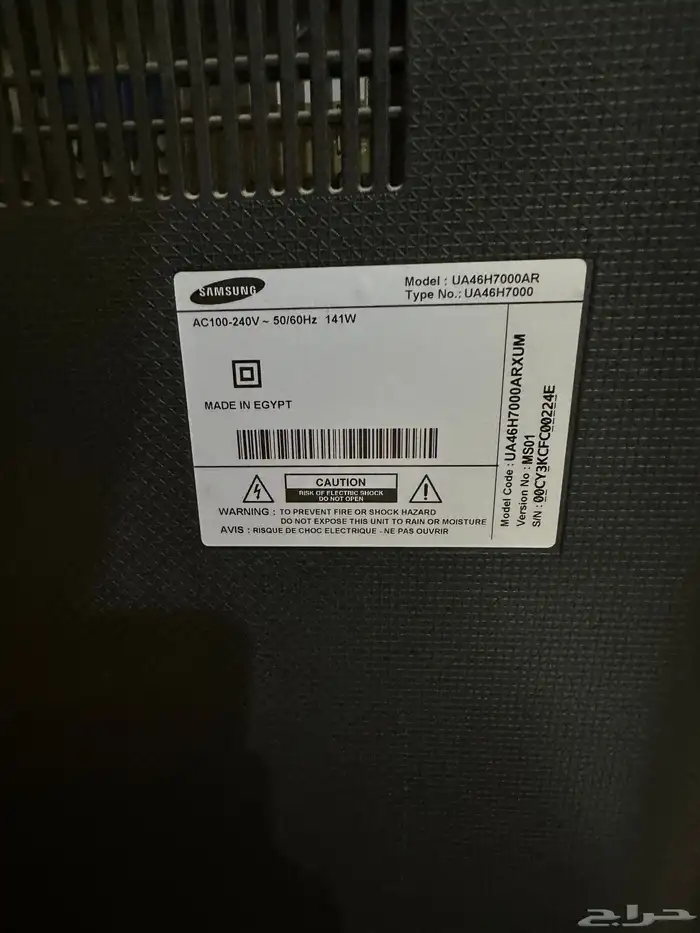 SAMSUNG
Model : UA46H7000AR
Type No.: UA46H7000
AC100-240V ~ 50/60Hz 141W
MADE IN EGYPT
CAUTION
RISK OF ELECTRIC SHOCK
DO NOT OPEN
WARNING : TO PREVENT FIRE OR SHOCK HAZARD
DO NOT EXPOSE THIS UNIT TO RAIN OR MOISTURE
AVIS : RISQUE DE CHOC ELECTRIQUE - NE PAS OUVRIR
Model Code : UA46H7000ARXUM
Version No : MS01
S/N : 00CY3KCFC00224E
حراج